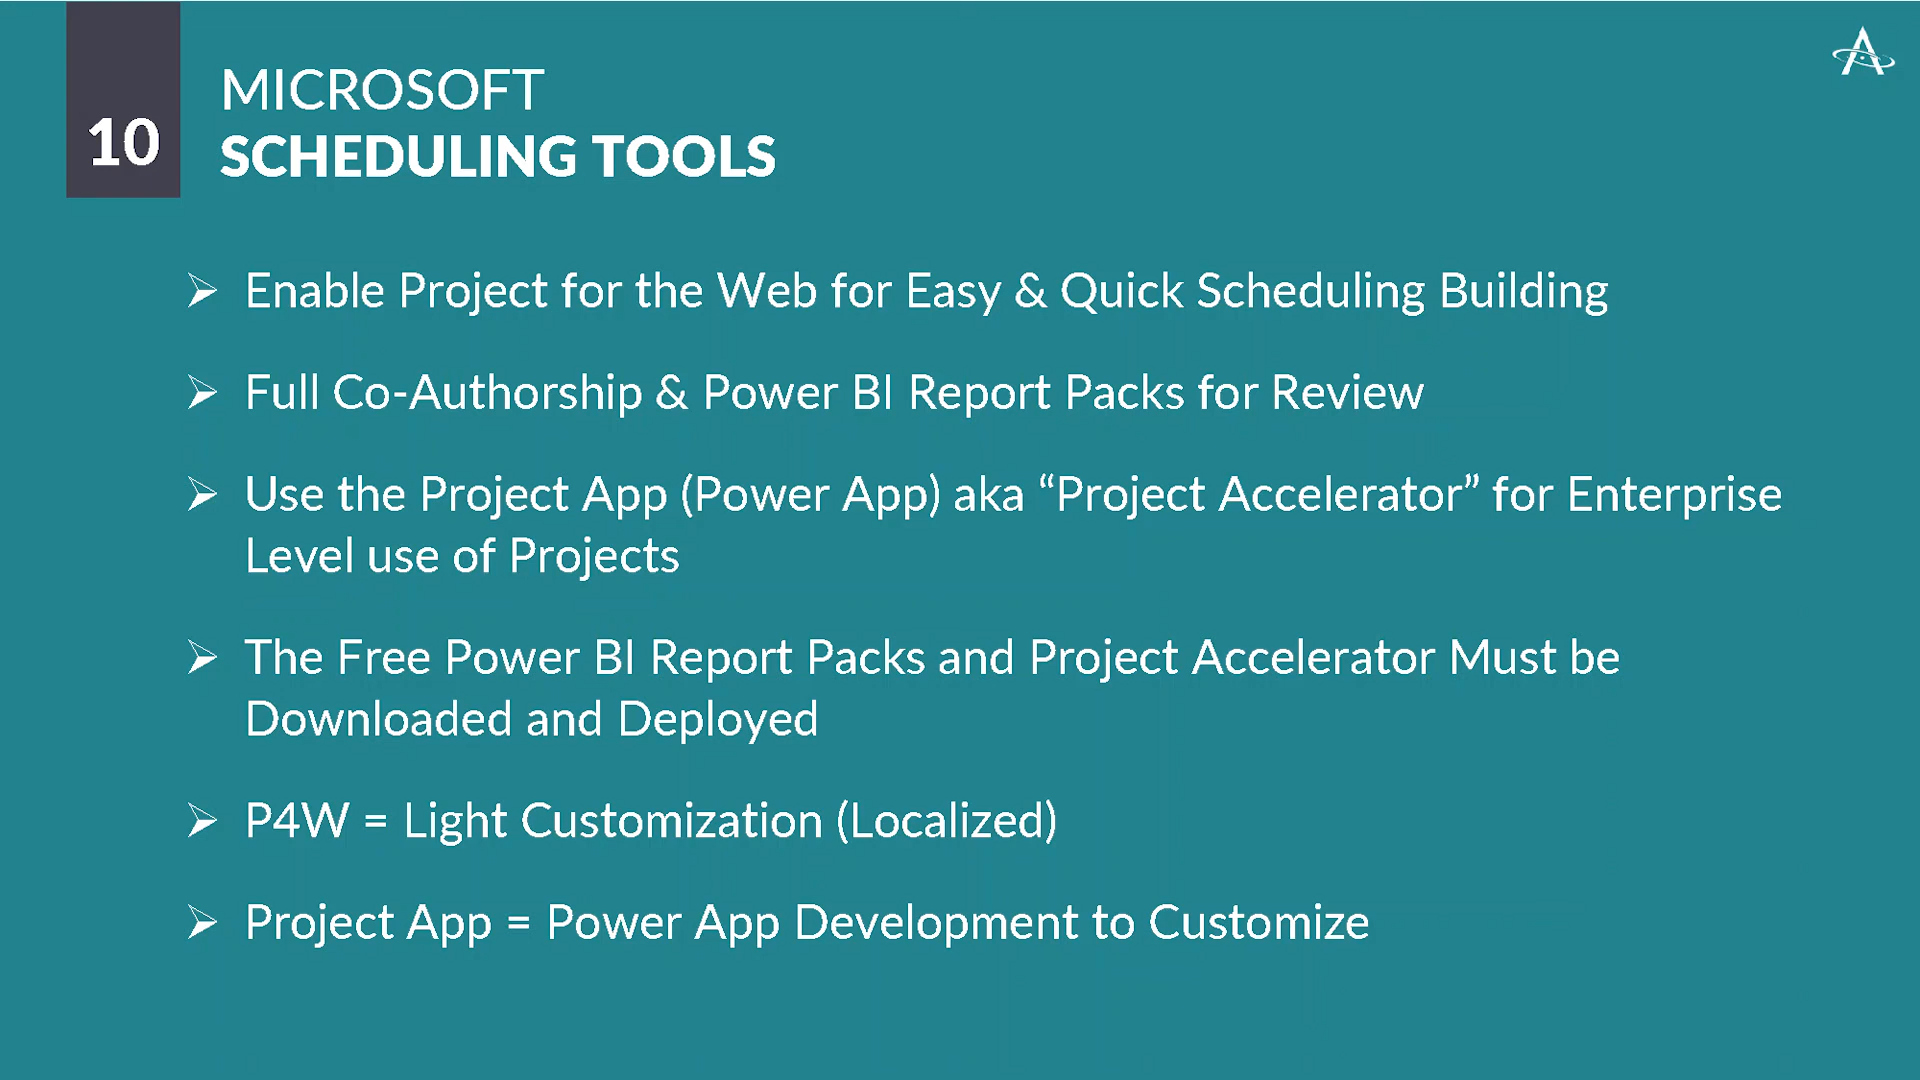 10
MICROSOFT
SCHEDULING TOOLS
Enable Project for the Web for Easy & Quick Scheduling Building
Full Co-Authorship & Power BI Report Packs for Review
Use the Project App (Power App) aka “Project Accelerator” for Enterprise
Level use of Projects
The Free Power BI Report Packs and Project Accelerator Must be
Downloaded and Deployed
P4W = Light Customization (Localized)
Project App = Power App Development to Customize